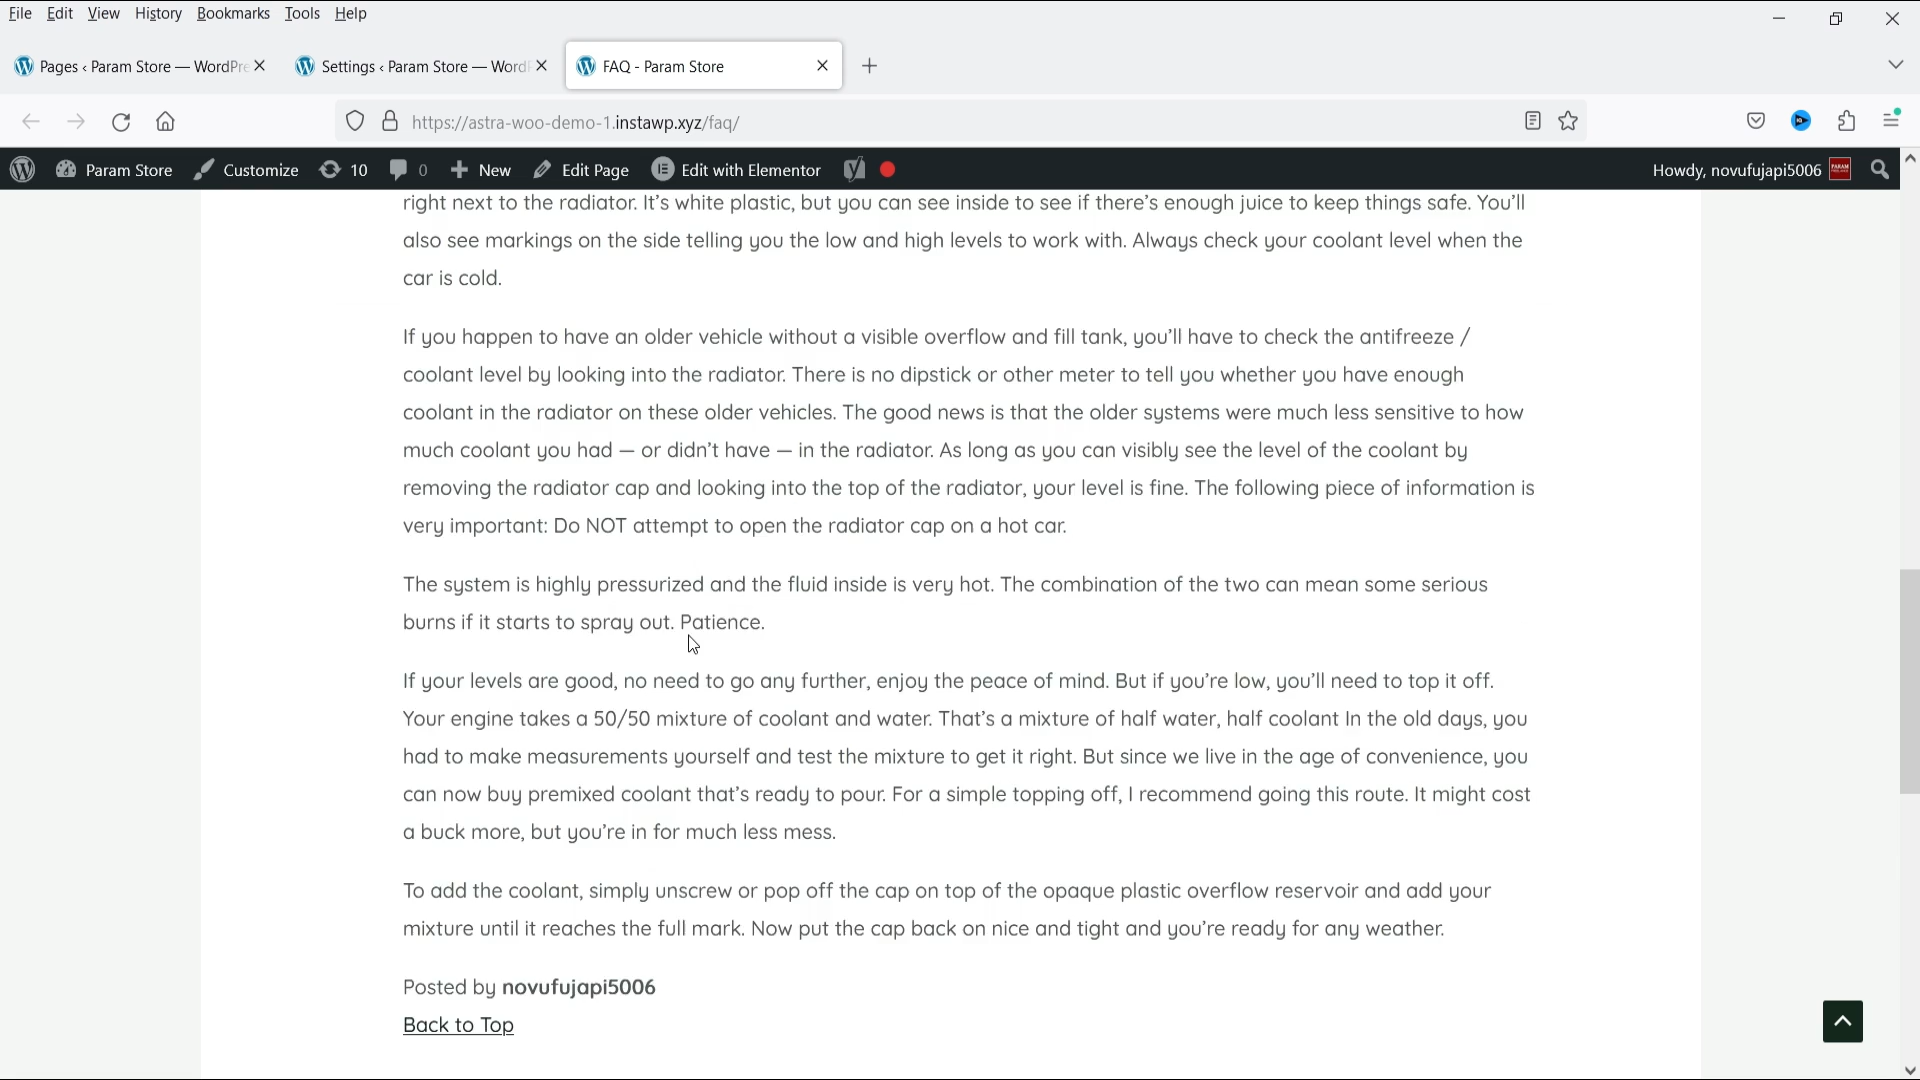 File Edit View History Bookmarks Tools Help
Pages ‹ Param Store — WordPre
Settings ‹ Param Store — Word
FAQ - Param Store
https://astra-woo-demo-1.instawp.xyz/faq/
Param Store Customize 10 0 New Edit Page Edit with Elementor Howdy, novufujapi5006
right next to the radiator. It’s white plastic, but you can see inside to see if there’s enough juice to keep things safe. You’ll
also see markings on the side telling you the low and high levels to work with. Always check your coolant level when the
car is cold.
If you happen to have an older vehicle without a visible overflow and fill tank, you’ll have to check the antifreeze /
coolant level by looking into the radiator. There is no dipstick or other meter to tell you whether you have enough
coolant in the radiator on these older vehicles. The good news is that the older systems were much less sensitive to how
much coolant you had — or didn’t have — in the radiator. As long as you can visibly see the level of the coolant by
removing the radiator cap and looking into the top of the radiator, your level is fine. The following piece of information is
very important: Do NOT attempt to open the radiator cap on a hot car.
The system is highly pressurized and the fluid inside is very hot. The combination of the two can mean some serious
burns if it starts to spray out. Patience.
If your levels are good, no need to go any further, enjoy the peace of mind. But if you’re low, you’ll need to top it off.
Your engine takes a 50/50 mixture of coolant and water. That’s a mixture of half water, half coolant In the old days, you
had to make measurements yourself and test the mixture to get it right. But since we live in the age of convenience, you
can now buy premixed coolant that’s ready to pour. For a simple topping off, I recommend going this route. It might cost
a buck more, but you’re in for much less mess.
To add the coolant, simply unscrew or pop off the cap on top of the opaque plastic overflow reservoir and add your
mixture until it reaches the full mark. Now put the cap back on nice and tight and you’re ready for any weather.
Posted by novufujapi5006
Back to Top